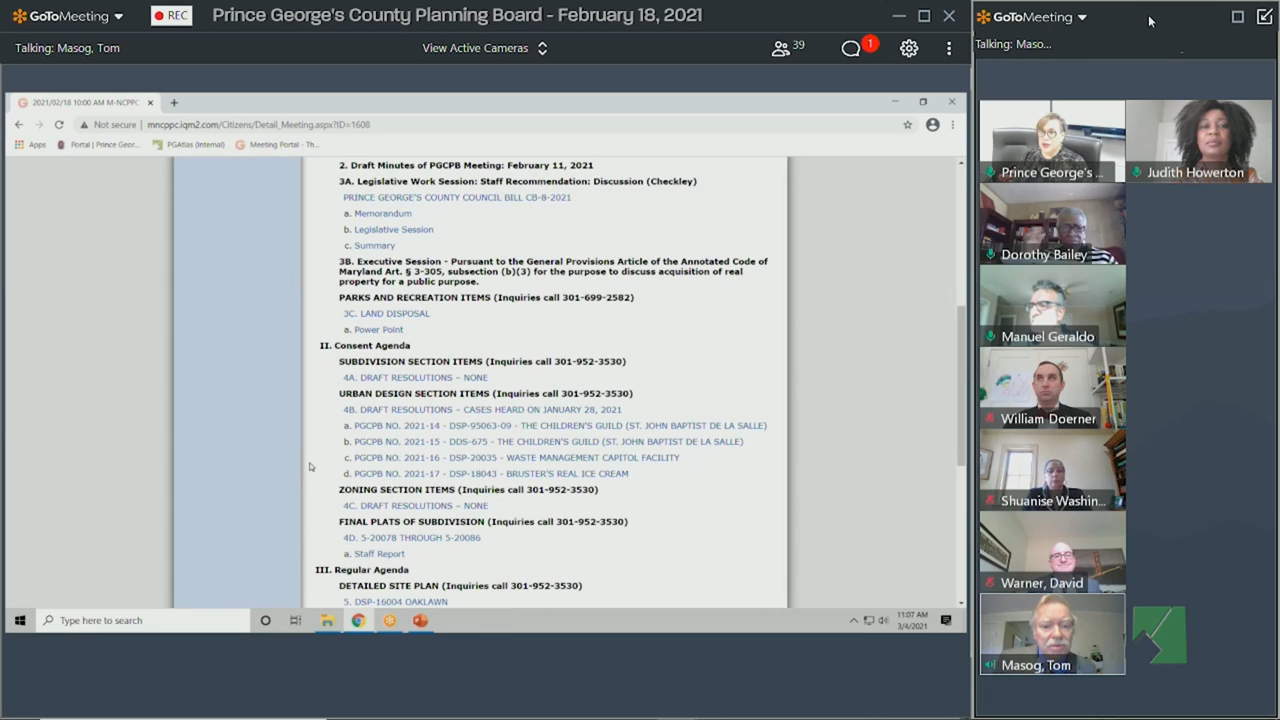 GoToMeeting
REC
Prince George's County Planning Board - February 18, 2021
GoToMeeting
Talking: Masog, Tom
View Active Cameras
39
1
Talking: Maso...
2021/02/18 10:00 AM M-NCPPC
Not secure | mncppc.iqm2.com/Citizens/Detail_Meeting.aspx?ID=1608
Apps
Portal | Prince Geor...
PGAtlas (Internal)
Meeting Portal - Th...
2. Draft Minutes of PGCPB Meeting: February 11, 2021
3A. Legislative Work Session: Staff Recommendation: Discussion (Checkley)
PRINCE GEORGE'S COUNTY COUNCIL BILL CB-8-2021
a. Memorandum
b. Legislative Session
c. Summary
3B. Executive Session - Pursuant to the General Provisions Article of the Annotated Code of
Maryland Art. § 3-305, subsection (b)(3) for the purpose to discuss acquisition of real
property for a public purpose.
PARKS AND RECREATION ITEMS (Inquiries call 301-699-2582)
3C. LAND DISPOSAL
a. Power Point
II. Consent Agenda
SUBDIVISION SECTION ITEMS (Inquiries call 301-952-3530)
4A. DRAFT RESOLUTIONS – NONE
URBAN DESIGN SECTION ITEMS (Inquiries call 301-952-3530)
4B. DRAFT RESOLUTIONS – CASES HEARD ON JANUARY 28, 2021
a. PGCPB NO. 2021-14 - DSP-95063-09 - THE CHILDREN'S GUILD (ST. JOHN BAPTIST DE LA SALLE)
b. PGCPB NO. 2021-15 - DDS-675 - THE CHILDREN'S GUILD (ST. JOHN BAPTIST DE LA SALLE)
c. PGCPB NO. 2021-16 - DSP-20035 - WASTE MANAGEMENT CAPITOL FACILITY
d. PGCPB NO. 2021-17 - DSP-18043 - BRUSTER'S REAL ICE CREAM
ZONING SECTION ITEMS (Inquiries call 301-952-3530)
4C. DRAFT RESOLUTIONS – NONE
FINAL PLATS OF SUBDIVISION (Inquiries call 301-952-3530)
4D. 5-20078 THROUGH 5-20086
a. Staff Report
III. Regular Agenda
DETAILED SITE PLAN (Inquiries call 301-952-3530)
5. DSP-16004 OAKLAWN
Type here to search
11:07 AM
3/4/2021
Prince George's ...
Judith Howerton
Dorothy Bailey
Manuel Geraldo
William Doerner
Shuanise Washin...
Warner, David
Masog, Tom